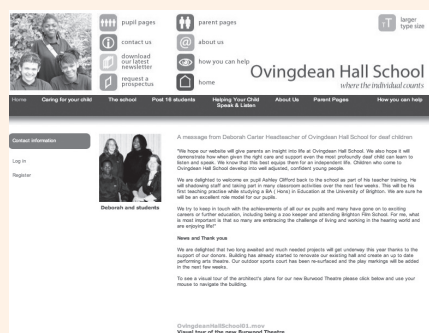 pupil pages
parent pages
larger
type size
contact us
about us
download
our latest
newsletter
how you can help
request a
prospectus
home
Ovingdean Hall School
where the individual counts
Home
Caring for your child
The school
Post 16 students
Helping Your Child
Speak & Listen
About Us
Parent Pages
How you can help
Contact information
Log in
Register
Deborah and students
A message from Deborah Carter Headteacher of Ovingdean Hall School for deaf children
"We hope our website will give parents an insight into life at Ovingdean Hall School. We also hope it will
demonstrate how when given the right care and support even the most profoundly deaf child can learn to
listen and speak. We know that this best equips them for an independent life. Children who come to
Ovingdean Hall School develop into well adjusted, confident young people.
We are delighted to welcome ex pupil Ashley Clifford back to the school as part of his teacher training. He
will shadowing staff and taking part in many classroom activities over the next few weeks. This will be his
first teaching practise while studying a BA ( Hons) in Education at the University of Brighton. We are sure he
will be an excellent role model for our pupils.
We try to keep in touch with the achievements of all our ex pupils and many have gone on to exciting
careers or further education, including being a zoo keeper and attending Brighton Film School. For me, what
is most important is that so many are embracing the challenge of living and working in the hearing world and
are enjoying life!"
News and Thank yous
We are delighted that two long awaited and much needed projects will get underway this year thanks to the
support of our donors. Building has already started to renovate our existing hall and create an up to date
performing arts theatre. Our outdoor sports court has been re-surfaced and the play markings will be added
in the next few weeks.
To see a visual tour of the architect's plans for our new Burwood Theatre please click below and use your
mouse to navigate the building.
OvingdeanHallSchool01.mov
Visual tour of the new Burwood Theatre